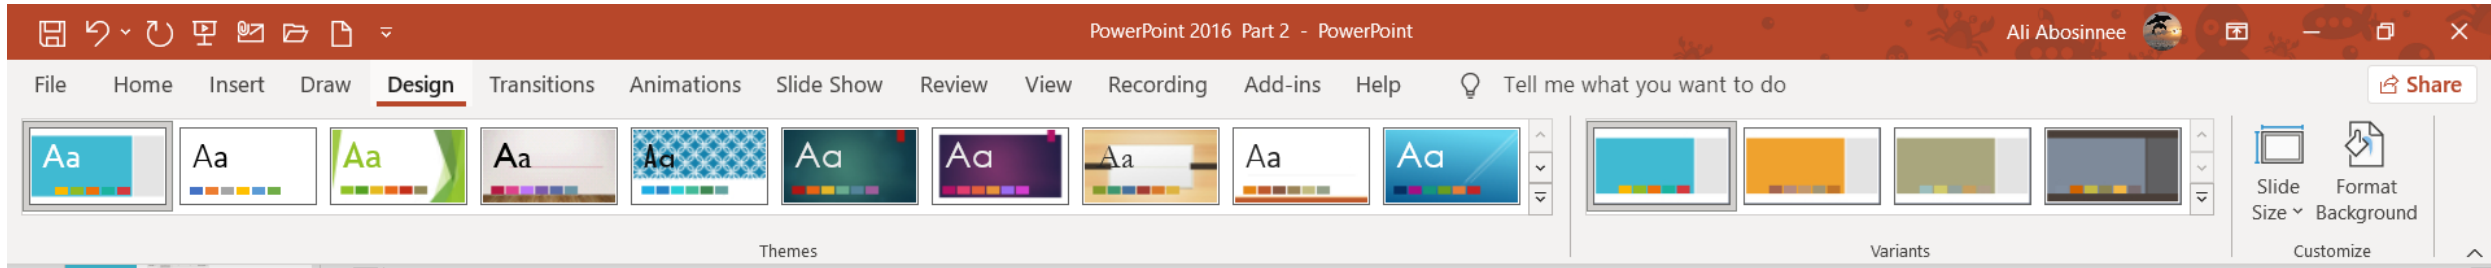 PowerPoint 2016 Part 2 - PowerPoint
Ali Abosinnee
File Home Insert Draw Design Transitions Animations Slide Show Review View Recording Add-ins Help Tell me what you want to do Share
Aa Aa Aa Aa Aa Aa Aa Aa Aa Aa
Slide Size
Format Background
Themes
Variants
Customize